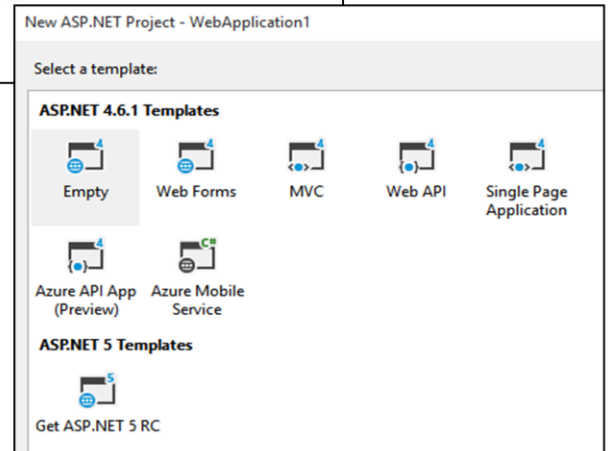 New ASP.NET Project - WebApplication1
Select a template:
ASP.NET 4.6.1 Templates
4 4 4 4 4
Empty Web Forms MVC Web API Single Page
Application
4 C#
Azure API App Azure Mobile
(Preview) Service
ASP.NET 5 Templates
5
Get ASP.NET 5 RC